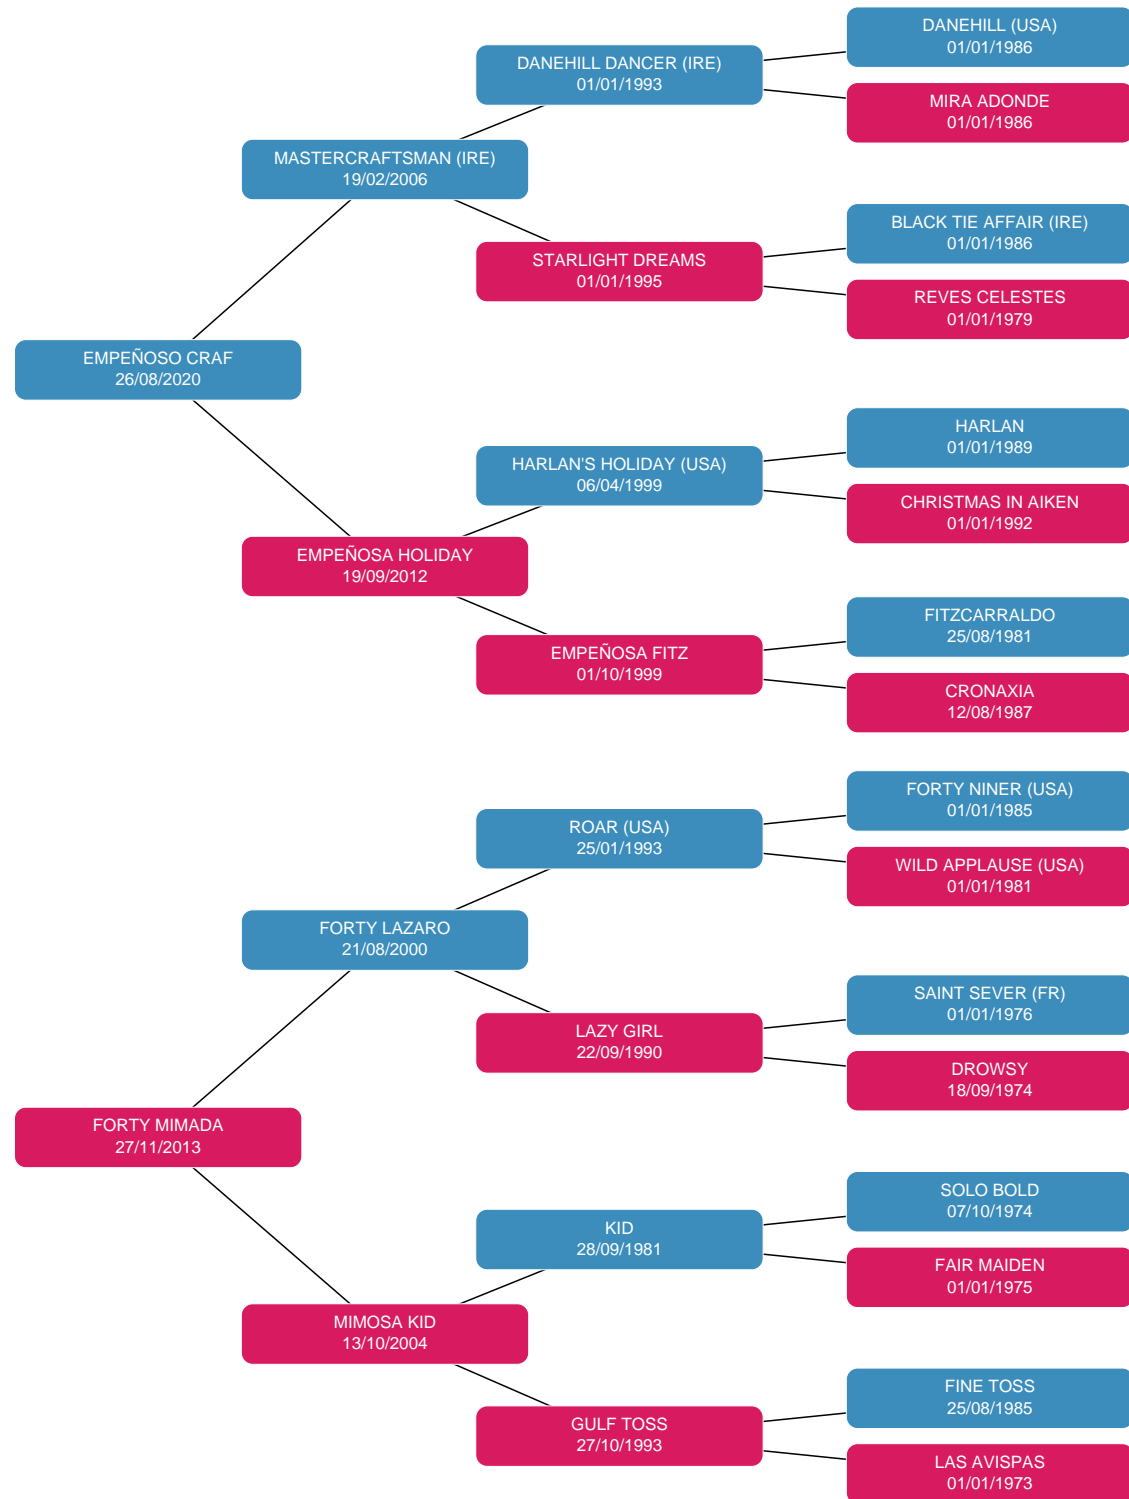 DANEHILL (USA)
01/01/1986
DANEHILL DANCER (IRE)
01/01/1993
MIRA ADONDE
01/01/1986
MASTERCRAFTSMAN (IRE)
19/02/2006
BLACK TIE AFFAIR (IRE)
01/01/1986
STARLIGHT DREAMS
01/01/1995
REVES CELESTES
01/01/1979
EMPEÑOSO CRAF
26/08/2020
HARLAN
01/01/1989
HARLAN'S HOLIDAY (USA)
06/04/1999
CHRISTMAS IN AIKEN
01/01/1992
EMPEÑOSA HOLIDAY
19/09/2012
FITZCARRALDO
25/08/1981
EMPEÑOSA FITZ
01/10/1999
CRONAXIA
12/08/1987
FORTY NINER (USA)
01/01/1985
ROAR (USA)
25/01/1993
WILD APPLAUSE (USA)
01/01/1981
FORTY LAZARO
21/08/2000
SAINT SEVER (FR)
01/01/1976
LAZY GIRL
22/09/1990
DROWSY
18/09/1974
FORTY MIMADA
27/11/2013
SOLO BOLD
07/10/1974
KID
28/09/1981
FAIR MAIDEN
01/01/1975
MIMOSA KID
13/10/2004
FINE TOSS
25/08/1985
GULF TOSS
27/10/1993
LAS AVISPAS
01/01/1973